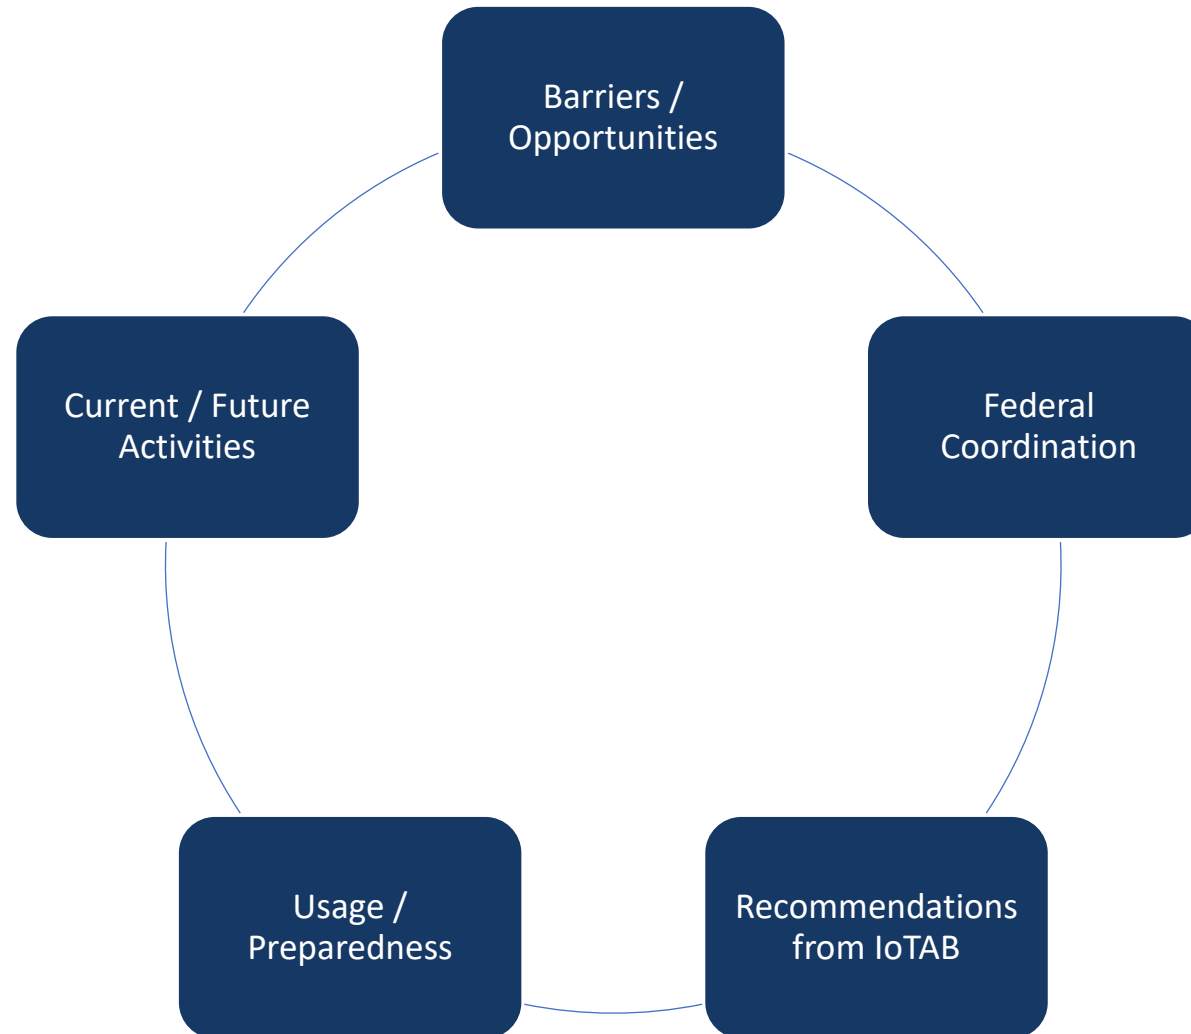 Barriers /
Opportunities
Current / Future
Activities
Federal
Coordination
Usage /
Preparedness
Recommendations
from IoTAB